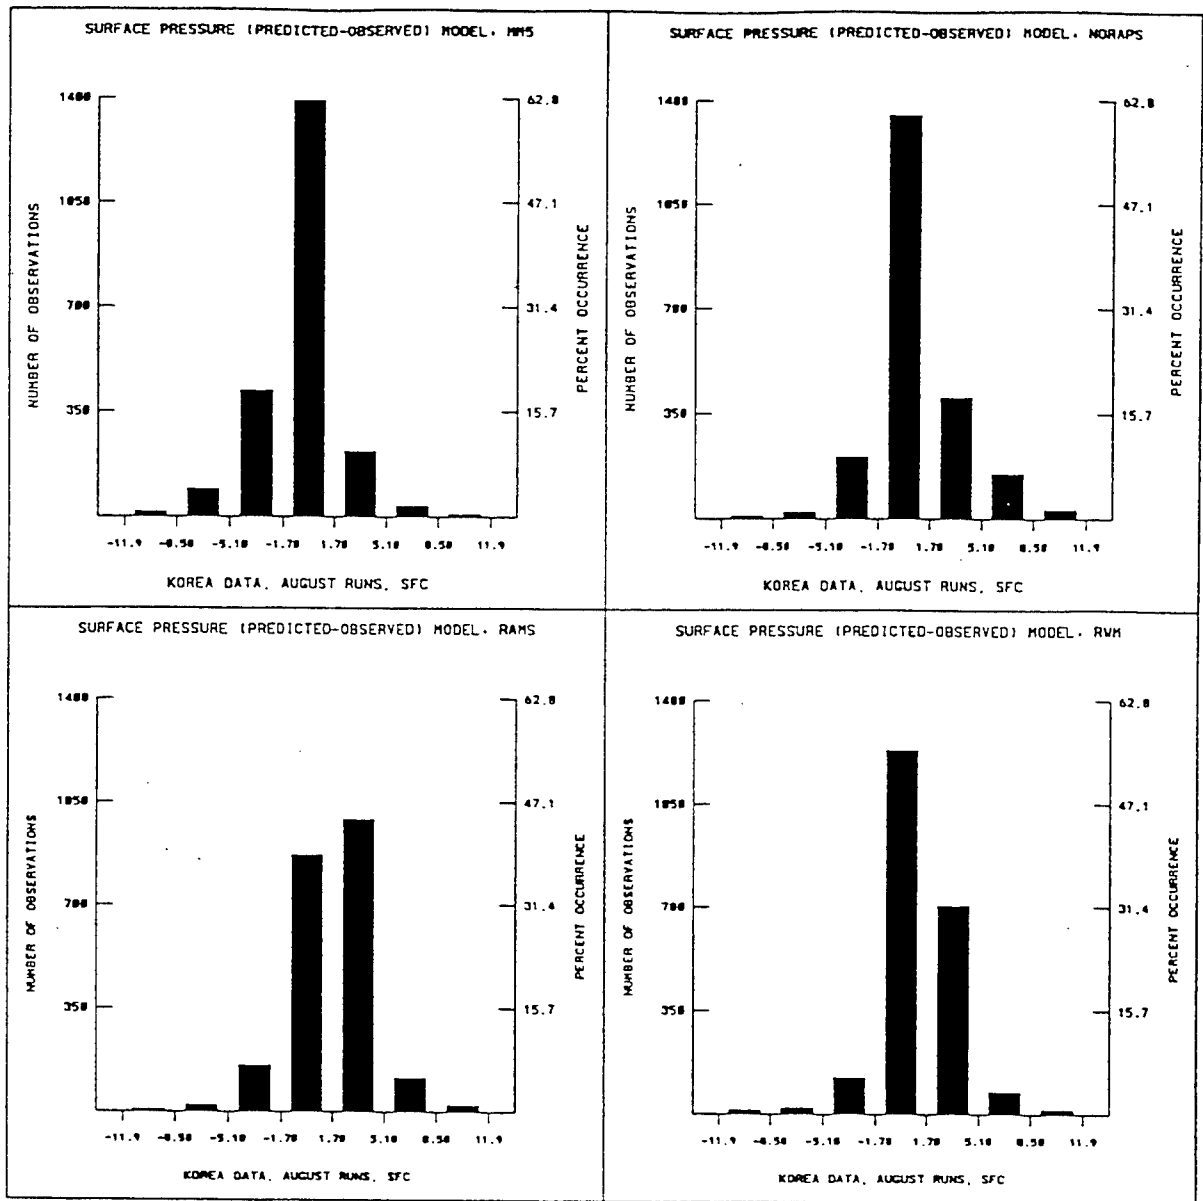 SURFACE PRESSURE (PREDICTED-OBSERVED) MODEL. MM5
1400
1050
700
350
NUMBER OF OBSERVATIONS
62.8
47.1
31.4
15.7
PERCENT OCCURRENCE
-11.9 -8.50 -5.10 -1.70 1.70 5.10 8.50 11.9
KOREA DATA, AUGUST RUNS, SFC
SURFACE PRESSURE (PREDICTED-OBSERVED) MODEL. NORAPS
1400
1050
700
350
NUMBER OF OBSERVATIONS
62.8
47.1
31.4
15.7
PERCENT OCCURRENCE
-11.9 -8.50 -5.10 -1.70 1.70 5.10 8.50 11.9
KOREA DATA, AUGUST RUNS, SFC
SURFACE PRESSURE (PREDICTED-OBSERVED) MODEL. RAMS
1400
1050
700
350
NUMBER OF OBSERVATIONS
62.8
47.1
31.4
15.7
PERCENT OCCURRENCE
-11.9 -8.50 -5.10 -1.70 1.70 5.10 8.50 11.9
KOREA DATA, AUGUST RUNS, SFC
SURFACE PRESSURE (PREDICTED-OBSERVED) MODEL. RWM
1400
1050
700
350
NUMBER OF OBSERVATIONS
62.8
47.1
31.4
15.7
PERCENT OCCURRENCE
-11.9 -8.50 -5.10 -1.70 1.70 5.10 8.50 11.9
KOREA DATA, AUGUST RUNS, SFC